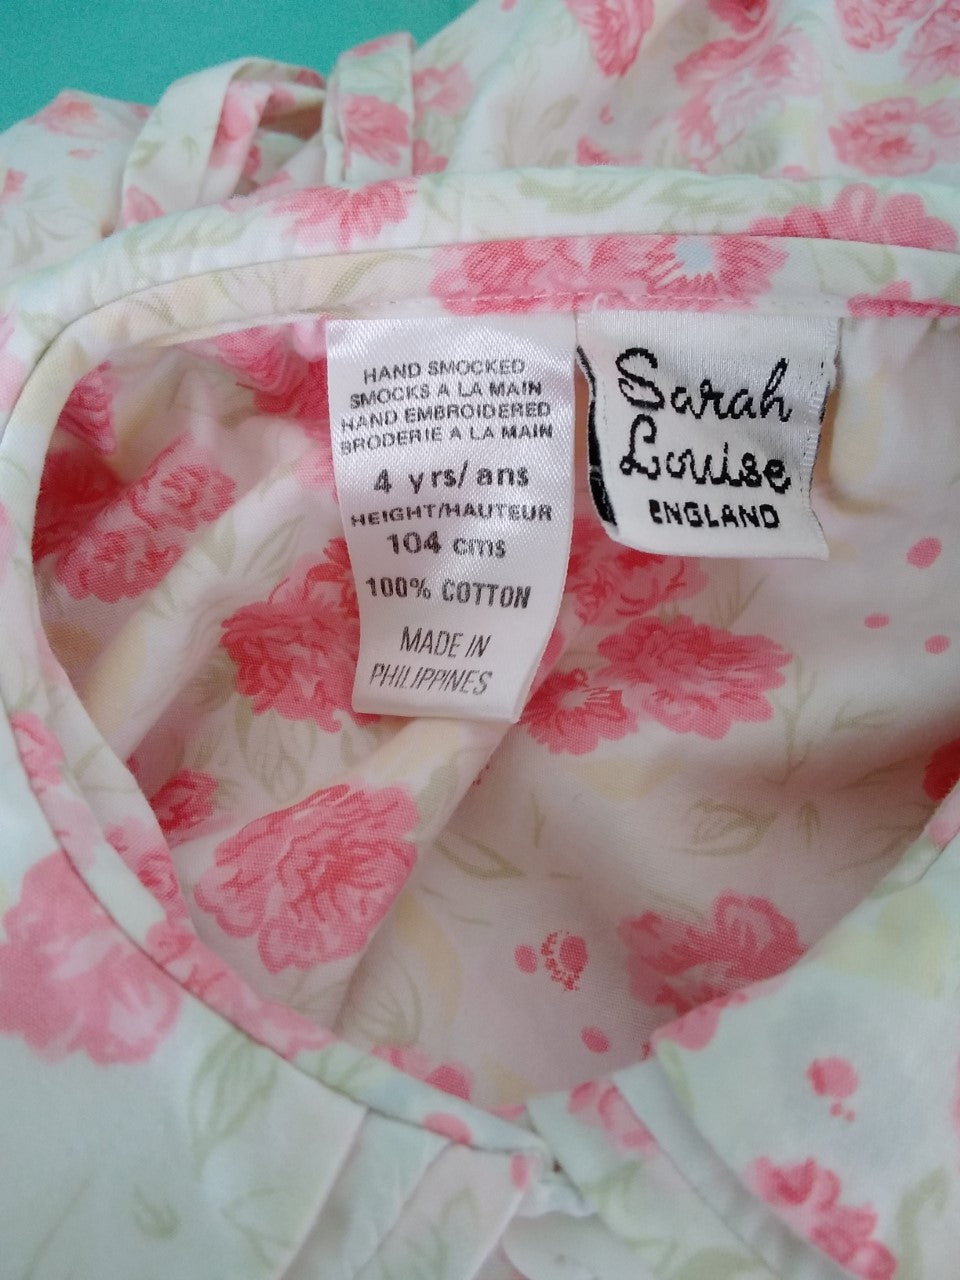 HAND SMOCKED
SMOCKS A LA MAIN
HAND EMBROIDERED
BRODERIE A LA MAIN
4 yrs/ans
HEIGHT/HAUTEUR
104 cms
100% COTTON
MADE IN
PHILIPPINES
Sarah
Louise
ENGLAND